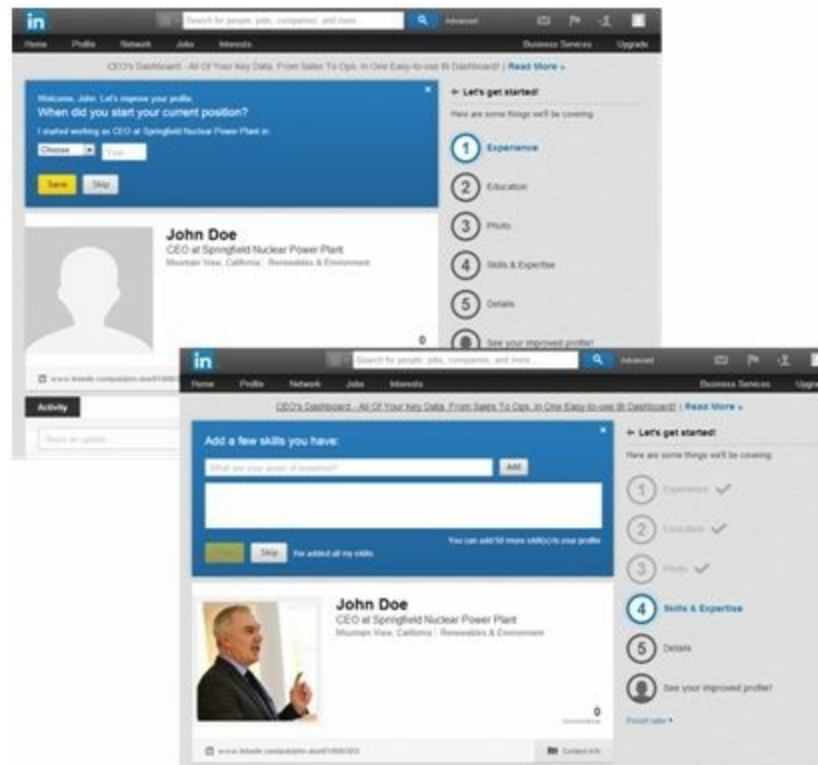 in
Search for people, jobs, companies, and more...
Advanced
Home Profile Network Jobs Interests Business Services Upgrade
CEO's Dashboard - All Of Your Key Data. From Sales To Ops, In One Easy-to-use BI Dashboard! | Read More »
Welcome, John. Let's improve your profile.
When did you start your current position?
I started working as CEO at Springfield Nuclear Power Plant in:
Choose Year
Save Skip
John Doe
CEO at Springfield Nuclear Power Plant
Mountain View, California | Renewables & Environment
0
Activity
Share an update...
Let's get started!
Here are some things we'll be covering
1 Experience
2 Education
3 Photo
4 Skills & Expertise
5 Details
See your improved profile!
in
Search for people, jobs, companies, and more...
Advanced
Home Profile Network Jobs Interests Business Services Upgra
CEO's Dashboard - All Of Your Key Data. From Sales To Ops, In One Easy-to-use BI Dashboard! | Read More »
Add a few skills you have:
What are your areas of expertise?
Add
You can add 50 more skill(s) to your profile
Skip I've added all my skills
John Doe
CEO at Springfield Nuclear Power Plant
Mountain View, California | Renewables & Environment
0
Contact Info
Let's get started!
Here are some things we'll be covering
1 Experience
2 Education
3 Photo
4 Skills & Expertise
5 Details
See your improved profile!